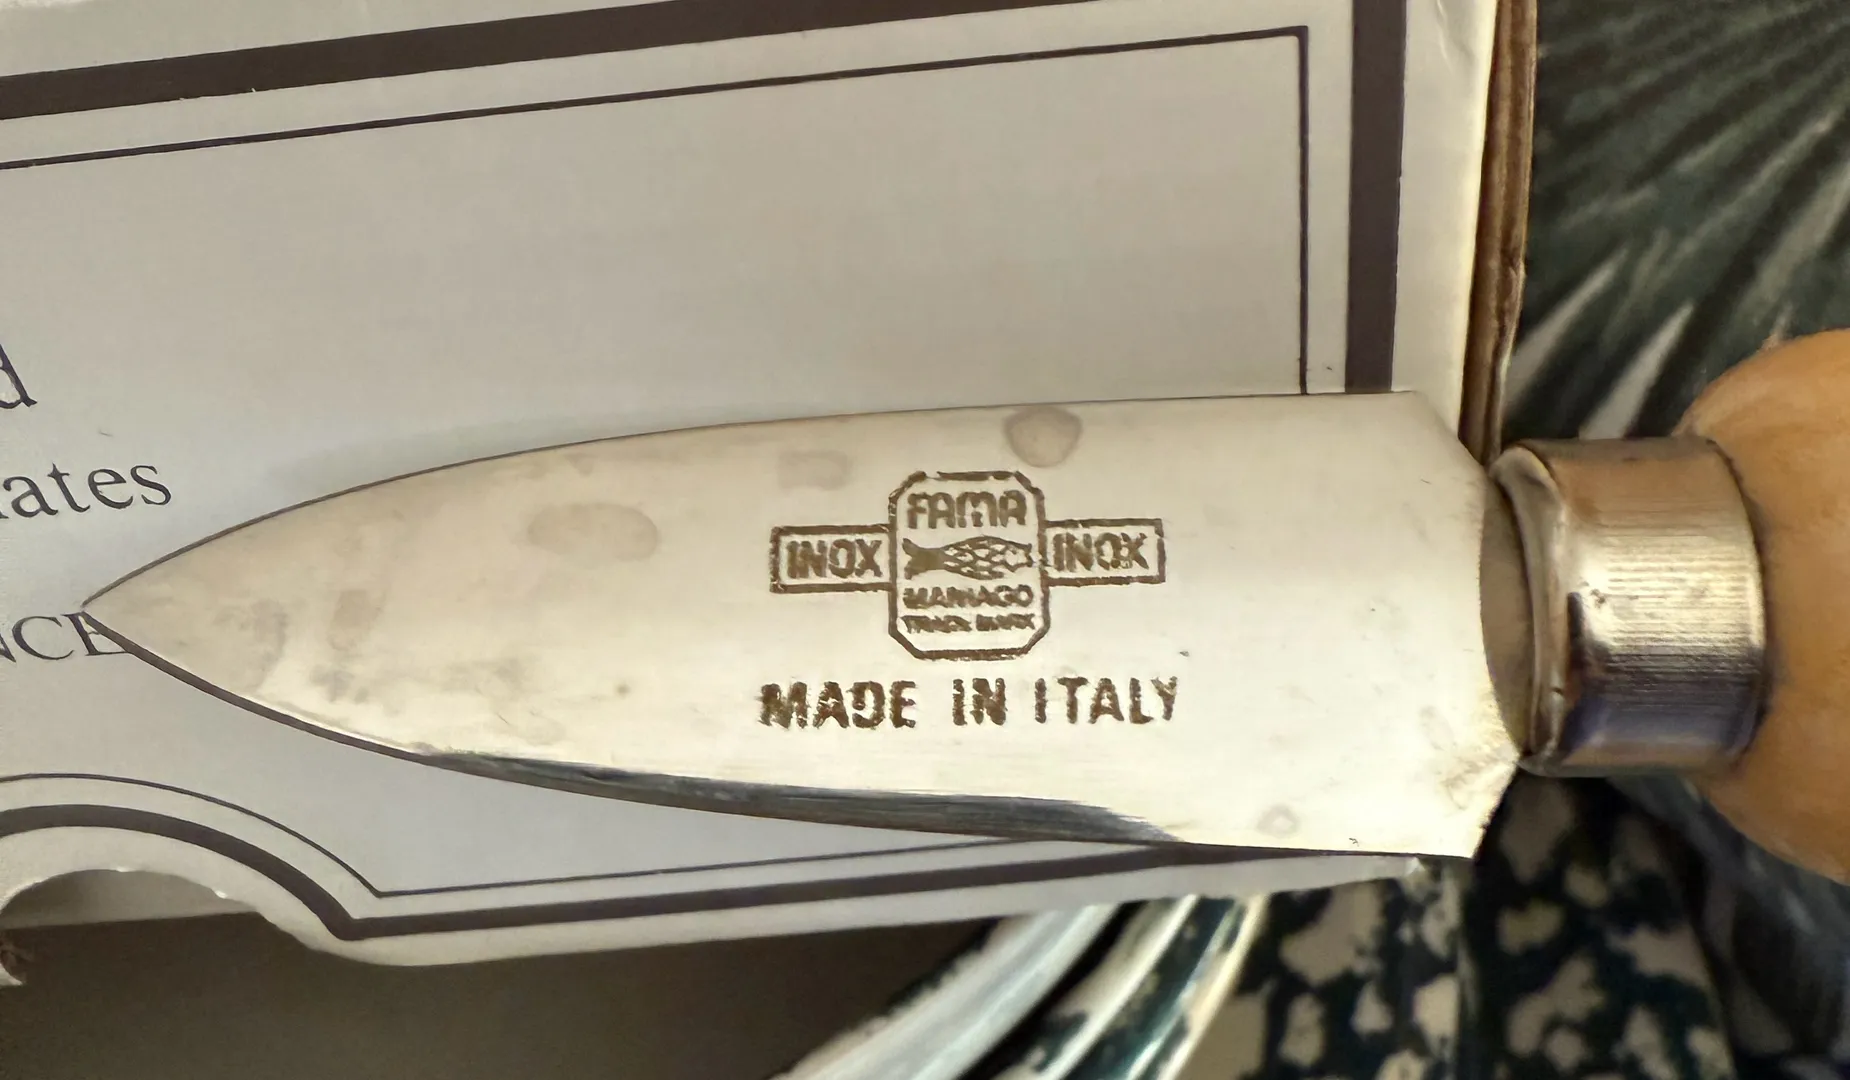 d
ates
NCE
FAMA
INOX INOX
MANIAGO
TRADE MARK
MADE IN ITALY